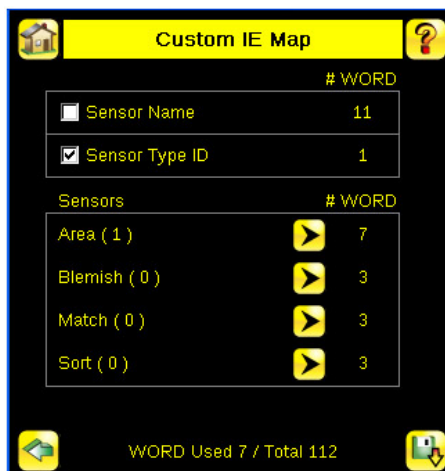 Custom IE Map
# WORD
Sensor Name 11
Sensor Type ID 1
Sensors # WORD
Area ( 1 ) 7
Blemish ( 0 ) 3
Match ( 0 ) 3
Sort ( 0 ) 3
WORD Used 7 / Total 112